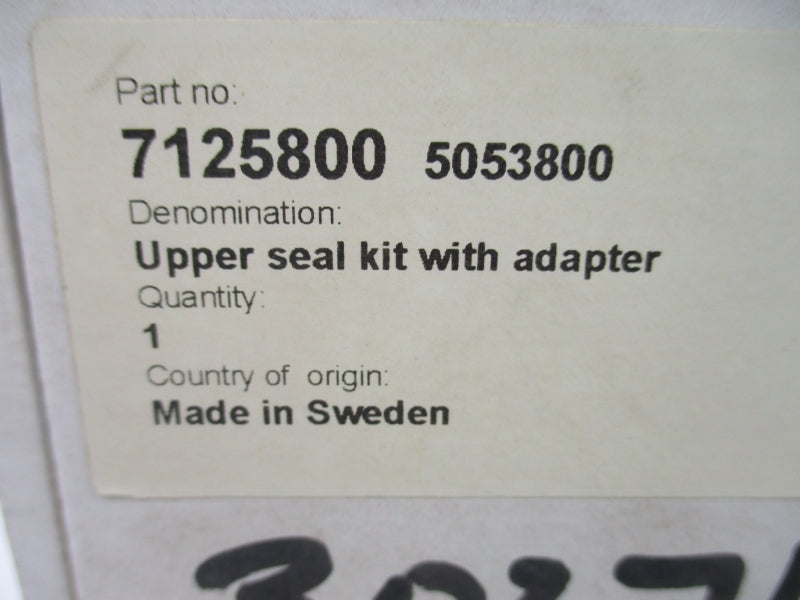 Part no:
7125800 5053800
Denomination:
Upper seal kit with adapter
Quantity:
1
Country of origin:
Made in Sweden